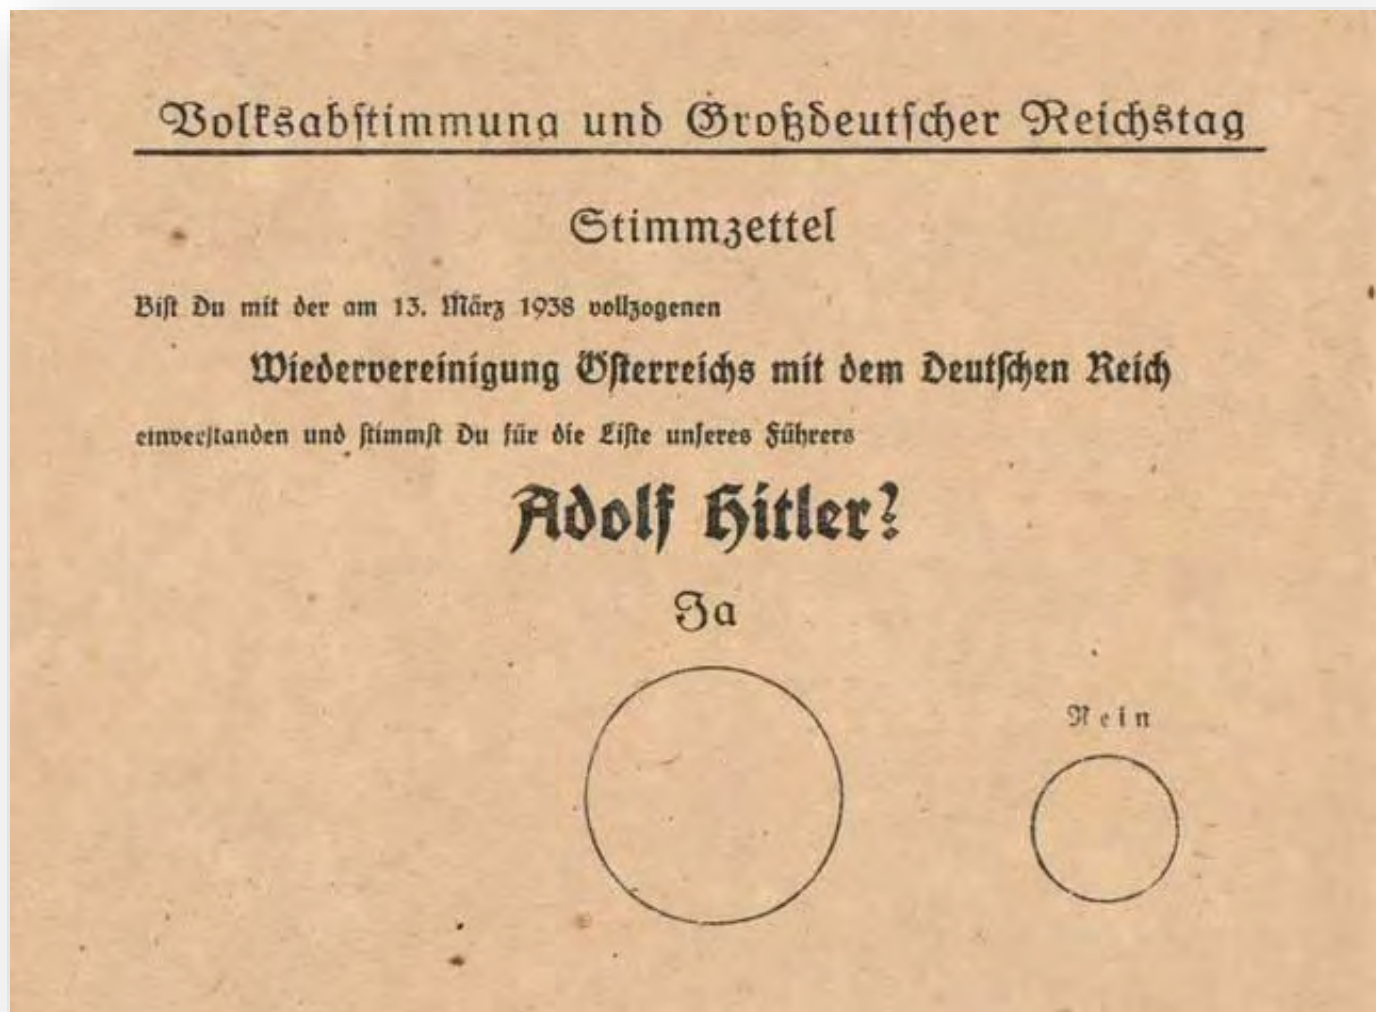 Volksabstimmung und Großdeutscher Reichstag
Stimmzettel
Bist Du mit der am 13. März 1938 vollzogenen
Wiedervereinigung Österreichs mit dem Deutschen Reich
einverstanden und stimmst Du für die Liste unseres Führers
Adolf Hitler?
Ja
Nein